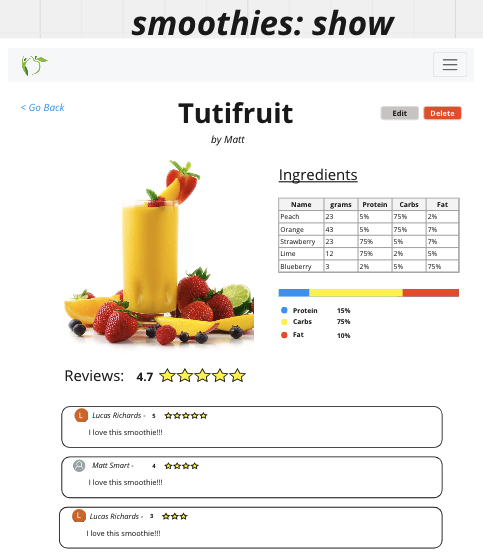 smoothies: show
< Go Back
Tutifruit
Edit
Delete
by Matt
Ingredients
Name grams Protein Carbs Fat
Peach 23 5% 75% 2%
Orange 43 5% 75% 7%
Strawberry 23 75% 5% 7%
Lime 12 75% 2% 5%
Blueberry 3 2% 5% 75%
Protein 15%
Carbs 75%
Fat 10%
Reviews: 4.7
L Lucas Richards - 5
I love this smoothie!!!
Matt Smart - 4
I love this smoothie!!!
L Lucas Richards - 3
I love this smoothie!!!